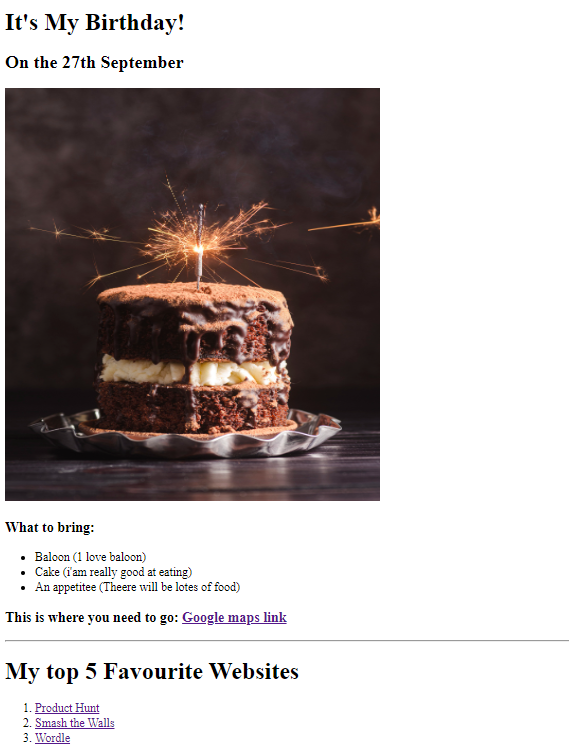 It's My Birthday!
On the 27th September
What to bring:
Baloon (1 love baloon)
Cake (i'am really good at eating)
An appetitee (Theere will be lotes of food)
This is where you need to go: Google maps link
My top 5 Favourite Websites
1. Product Hunt
2. Smash the Walls
3. Wordle